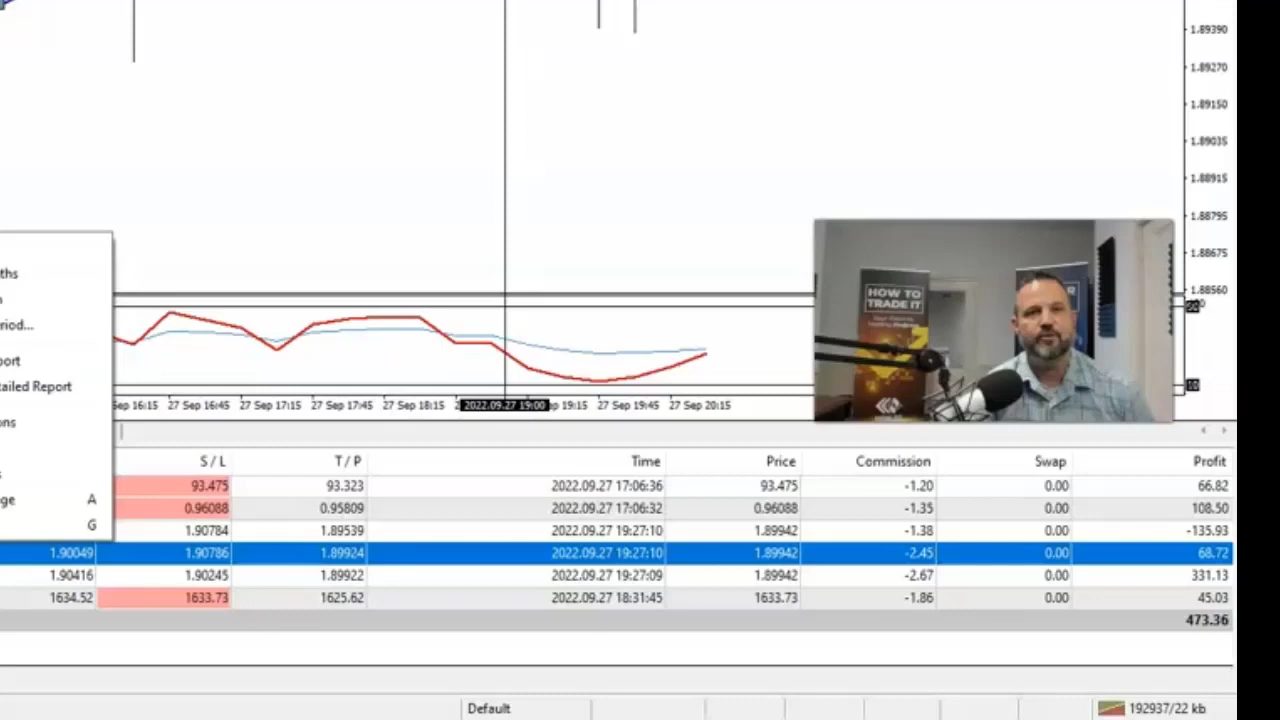 1.89390
1.89270
1.89150
1.89035
1.88915
1.88795
1.88675
1.88560
ths
riod...
port
tailed Report
ons
ge A
G
HOW TO
TRADE IT
Sep 16:15 27 Sep 16:45 27 Sep 17:15 27 Sep 17:45 27 Sep 18:15 2022.09.27 19:00 19:15 27 Sep 19:45 27 Sep 20:15
S / L T / P Time Price Commission Swap Profit
93.475 93.323 2022.09.27 17:06:36 93.475 -1.20 0.00 66.82
0.96088 0.95809 2022.09.27 17:06:32 0.96088 -1.35 0.00 108.50
1.90784 1.89539 2022.09.27 19:27:10 1.89942 -1.38 0.00 -135.93
1.90049 1.90786 1.89924 2022.09.27 19:27:10 1.89942 -2.45 0.00 68.72
1.90416 1.90245 1.89922 2022.09.27 19:27:09 1.89942 -2.67 0.00 331.13
1634.52 1633.73 1625.62 2022.09.27 18:31:45 1633.73 -1.86 0.00 45.03
473.36
Default 192937/22 kb